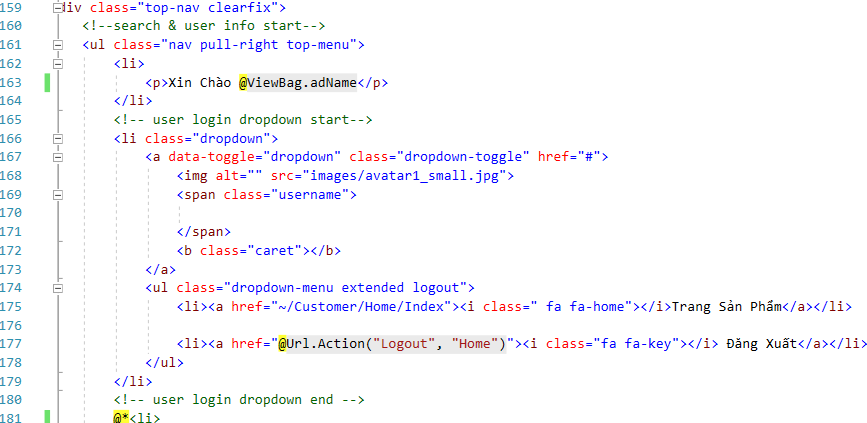 159 div class="top-nav clearfix">
160 <!--search & user info start-->
161 <ul class="nav pull-right top-menu">
162 <li>
163 <p>Xin Chào @ViewBag.adName</p>
164 </li>
165 <!-- user login dropdown start-->
166 <li class="dropdown">
167 <a data-toggle="dropdown" class="dropdown-toggle" href="#">
168 <img alt="" src="images/avatar1_small.jpg">
169 <span class="username">
170
171 </span>
172 <b class="caret"></b>
173 </a>
174 <ul class="dropdown-menu extended logout">
175 <li><a href="~/Customer/Home/Index"><i class=" fa fa-home"></i>Trang Sản Phẩm</a></li>
176
177 <li><a href="@Url.Action("Logout", "Home")"><i class="fa fa-key"></i> Đăng Xuất</a></li>
178 </ul>
179 </li>
180 <!-- user login dropdown end -->
181 @*<li>